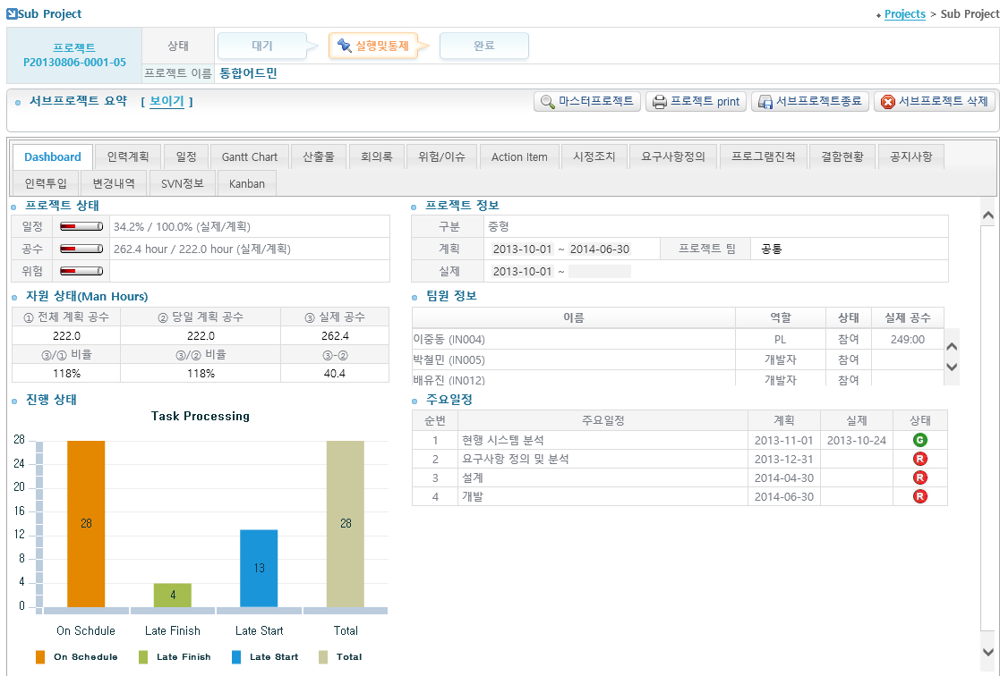 Sub Project
Projects > Sub Project
프로젝트
P20130806-0001-05
상태
대기
실행및통제
완료
프로젝트 이름
통합어드민
서브프로젝트 요약 [ 보이기 ]
마스터프로젝트
프로젝트 print
서브프로젝트종료
서브프로젝트 삭제
Dashboard
인력계획
일정
Gantt Chart
산출물
회의록
위험/이슈
Action Item
시정조치
요구사항정의
프로그램진척
결함현황
공지사항
인력투입
변경내역
SVN정보
Kanban
프로젝트 상태
일정 34.2% / 100.0% (실제/계획)
공수 262.4 hour / 222.0 hour (실제/계획)
위험
프로젝트 정보
구분 중형
계획 2013-10-01 ~ 2014-06-30 프로젝트 팀 공통
실제 2013-10-01 ~
자원 상태(Man Hours)
① 전체 계획 공수 ② 당일 계획 공수 ③ 실제 공수
222.0 222.0 262.4
③/① 비율 ③/② 비율 ③-②
118% 118% 40.4
팀원 정보
이름 역할 상태 실제 공수
이중동 (IN004) PL 참여 249:00
박철민 (IN005) 개발자 참여
배유진 (IN012) 개발자 참여
진행 상태
Task Processing
28
24
20
16
12
8
4
0
28
4
13
28
On Schdule Late Finish Late Start Total
On Schedule Late Finish Late Start Total
주요일정
순번 주요일정 계획 실제 상태
1 현행 시스템 분석 2013-11-01 2013-10-24 G
2 요구사항 정의 및 분석 2013-12-31 R
3 설계 2014-04-30 R
4 개발 2014-06-30 R